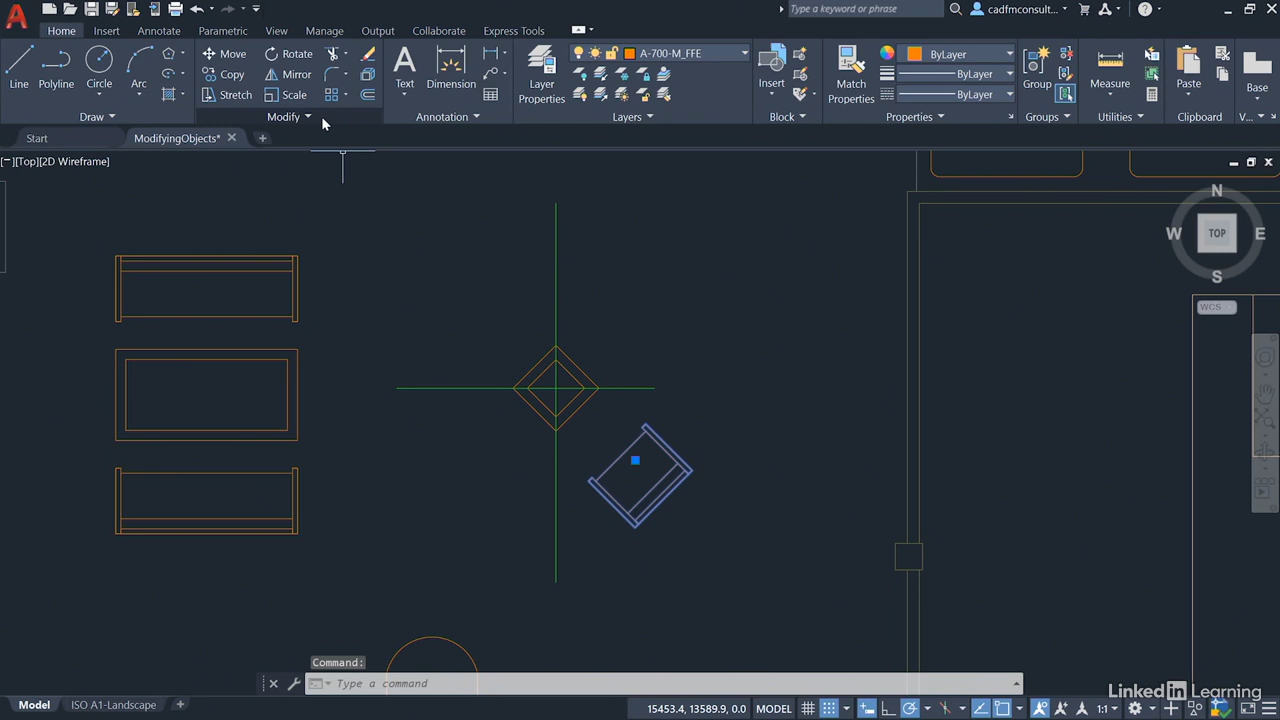 Type a keyword or phrase
cadfmconsult...
Home
Insert
Annotate
Parametric
View
Manage
Output
Collaborate
Express Tools
Line
Polyline
Circle
Arc
Draw
Move
Rotate
Copy
Mirror
Stretch
Scale
Modify
Text
Dimension
Annotation
Layer
Properties
A-700-M_FFE
Layers
Insert
Block
Match
Properties
ByLayer
ByLayer
ByLayer
Properties
Group
Groups
Measure
Utilities
Paste
Clipboard
Base
V...
Start
ModifyingObjects*
[−][Top][2D Wireframe]
N
W
TOP
E
S
WCS
Command:
Type a command
Linked in Learning
Model
ISO A1-Landscape
15453.4, 13589.9, 0.0
MODEL
1:1